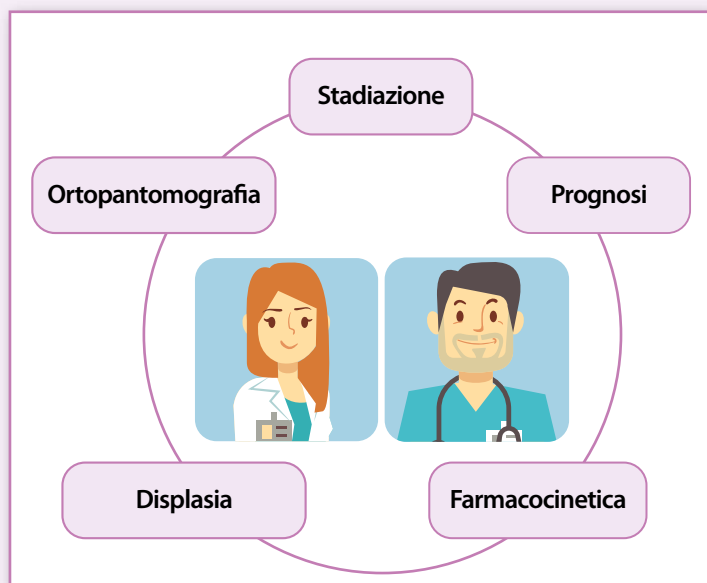 Stadiazione
Ortopantomografia
Prognosi
Displasia
Farmacocinetica